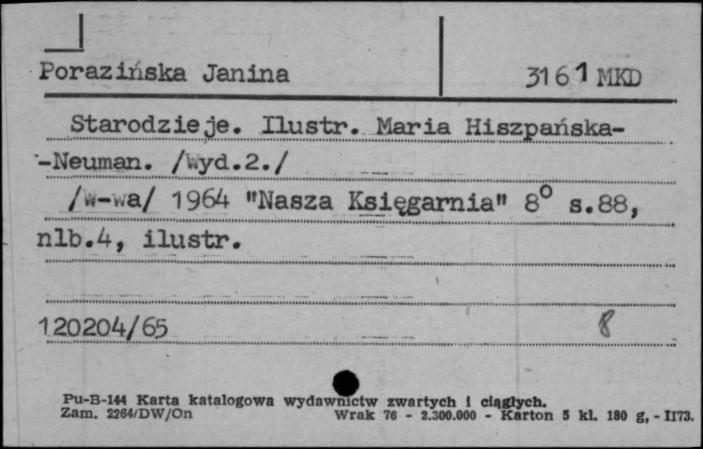 Porazińska Janina 3161 MKD
Starodzieje. Ilustr. Maria Hiszpańska-
-Neuman. /Wyd.2./
/W-wa/ 1964 "Nasza Księgarnia" 8° s.88,
nlb.4, ilustr.
120204/65 8
Pu-B-144 Karta katalogowa wydawnictw zwartych i ciągłych.
Zam. 2264/DW/On Wrak 76 - 2.300.000 - Karton 5 kl. 180 g, - II73.